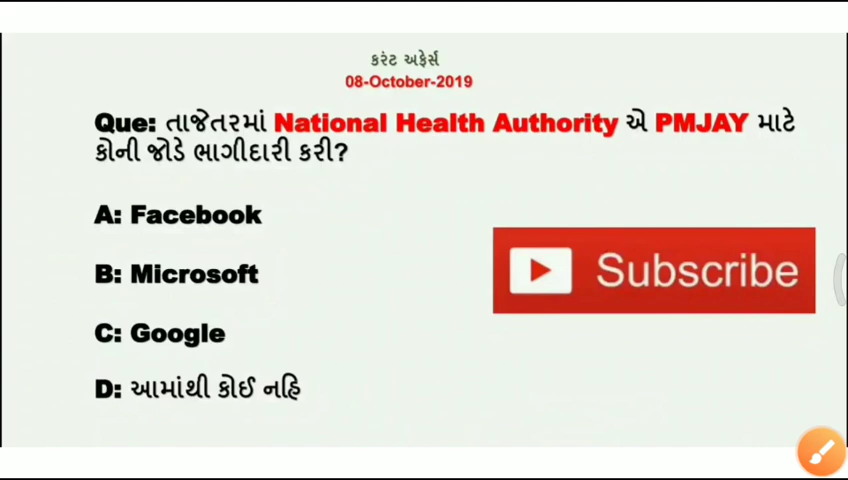 કરંટ અફેર્સ
08-October-2019
Que: તાજેતરમાં National Health Authority એ PMJAY માટે
કોની જોડે ભાગીદારી કરી?
A: Facebook
B: Microsoft
Subscribe
C: Google
D: આમાંથી કોઈ નહિ